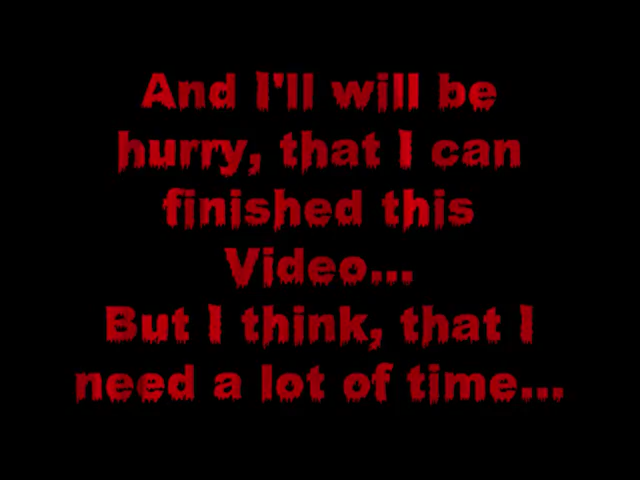 And I'll will be
hurry, that I can
finished this
Video...
But I think, that I
need a lot of time...